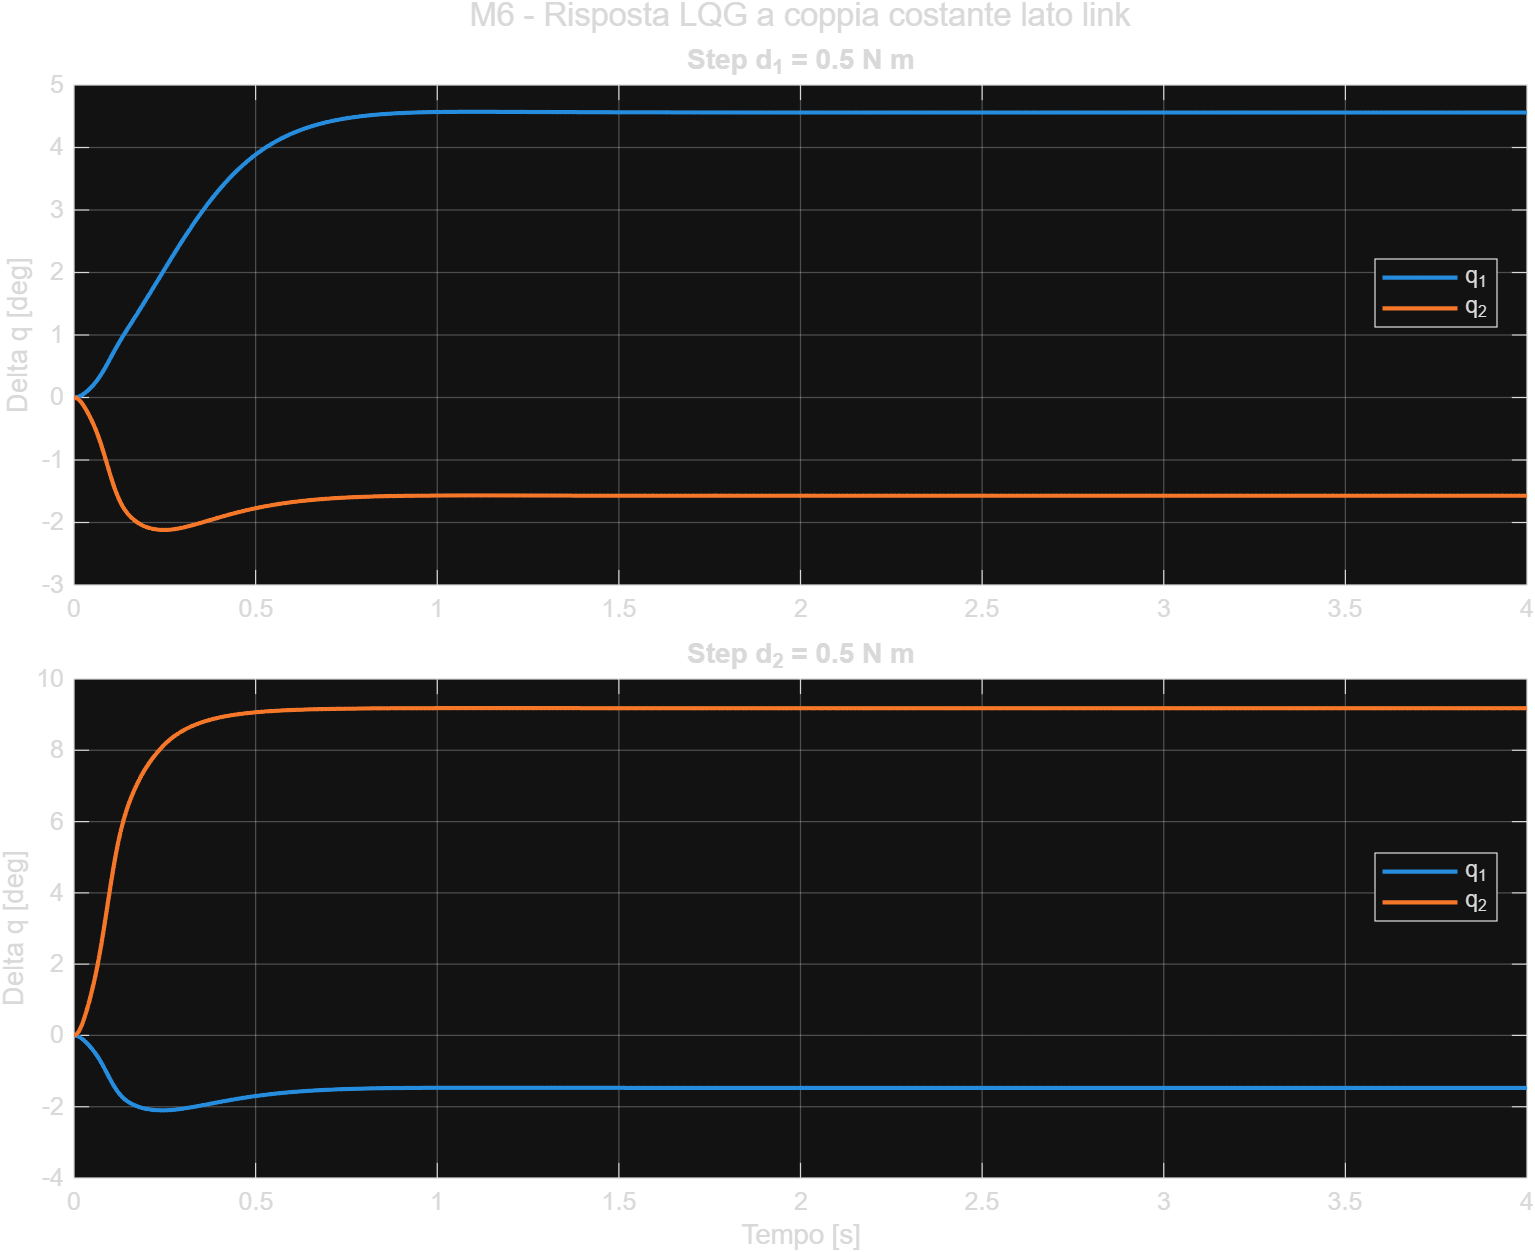 M6 - Risposta LQG a coppia costante lato link
Step d₁ = 0.5 N m
5
4
3
2
1
0
-1
-2
-3
Delta q [deg]
q₁
q₂
0 0.5 1 1.5 2 2.5 3 3.5 4
Step d₂ = 0.5 N m
10
8
6
4
2
0
-2
-4
Delta q [deg]
q₁
q₂
0 0.5 1 1.5 2 2.5 3 3.5 4
Tempo [s]